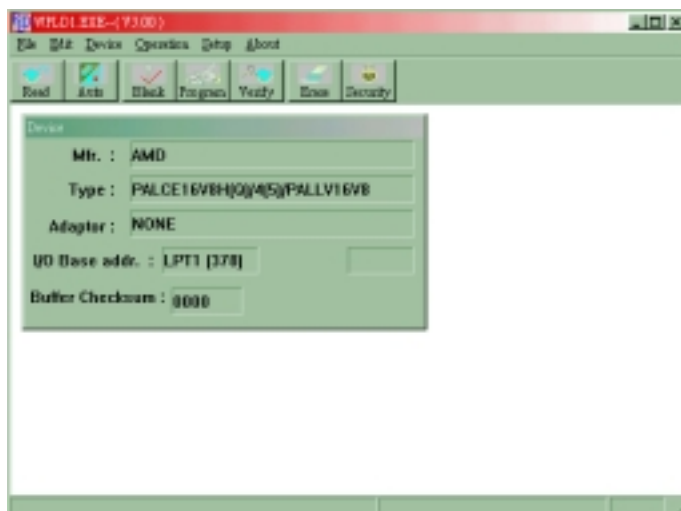 WPLD1.EXE--( V3.00 )
File Edit Device Operation Setup About
Read Auto Blank Program Verify Erase Security
Device
Mfr. : AMD
Type : PALCE16V8H(Q)/4(5)/PALLV16V8
Adaptor : NONE
I/O Base addr. : LPT1 [378]
Buffer Checksum : 0000